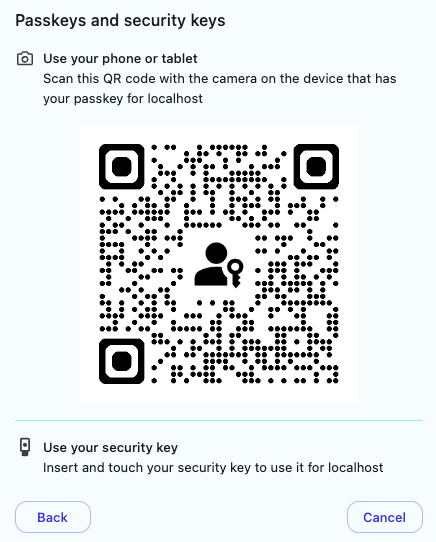 Passkeys and security keys
Use your phone or tablet
Scan this QR code with the camera on the device that has
your passkey for localhost
Use your security key
Insert and touch your security key to use it for localhost
Back
Cancel